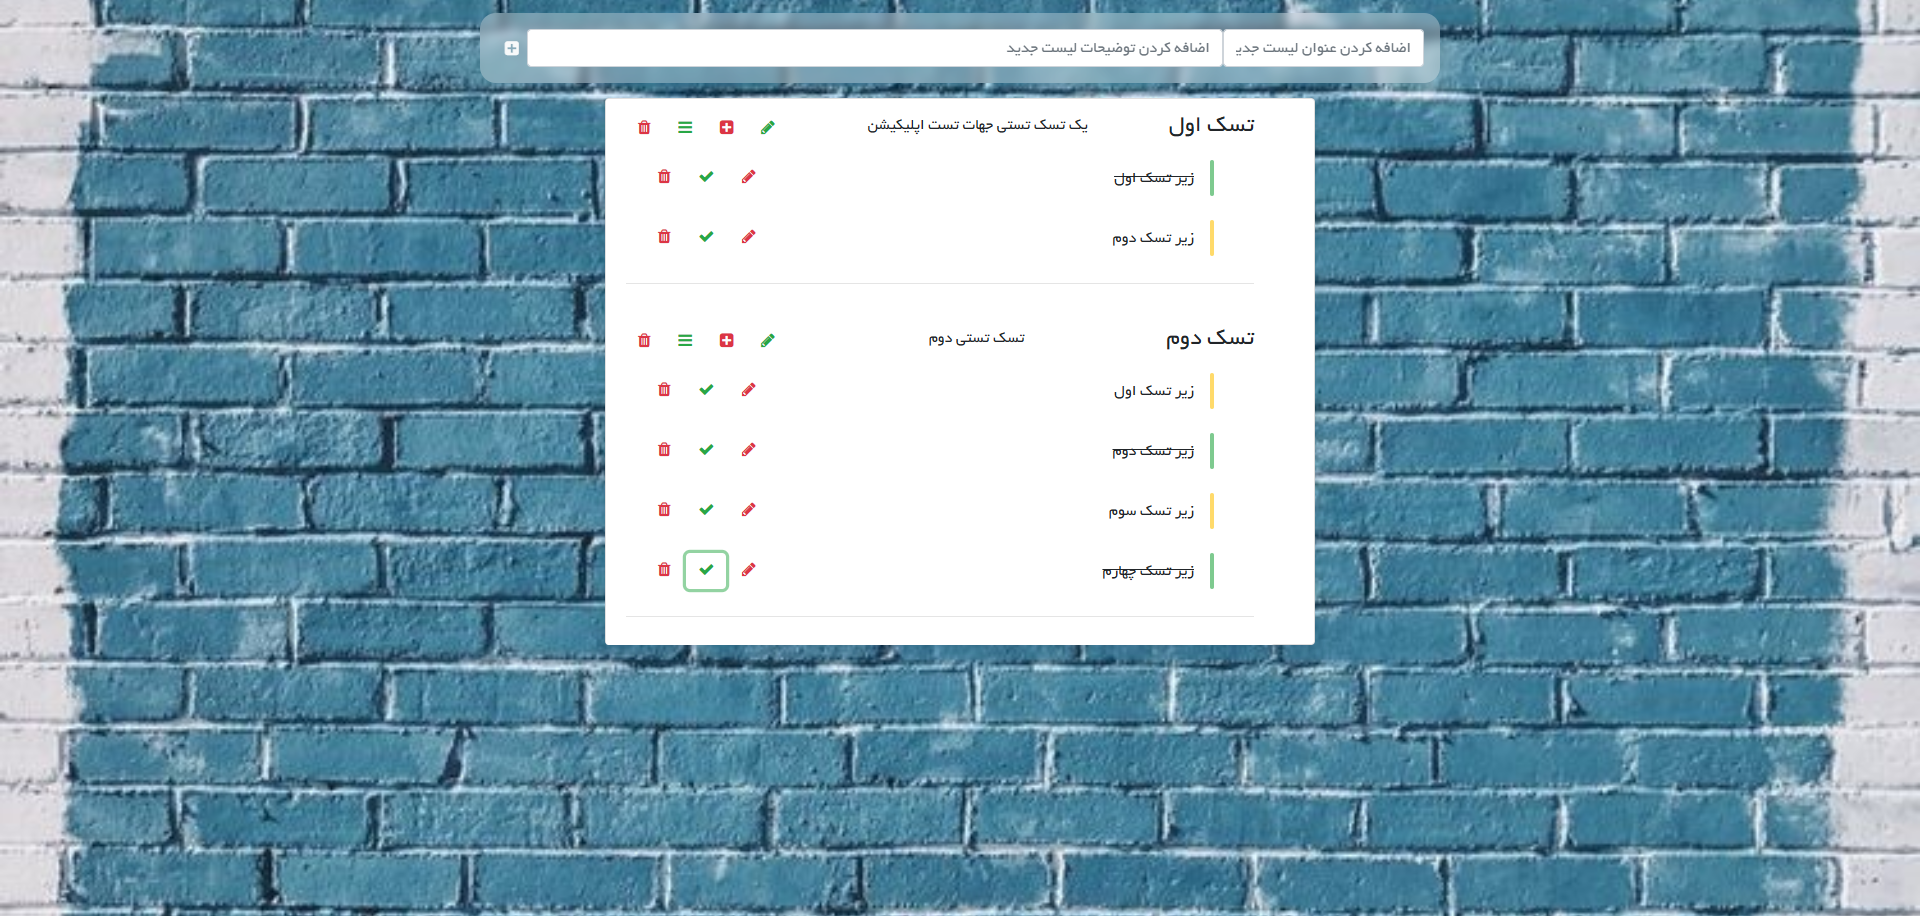 اضافه کردن عنوان لیست جدی
اضافه کردن توضیحات لیست جدید
تسک اول
یک تسک تستی جهات تست اپلیکیشن
زیر تسک اول
زیر تسک دوم
تسک دوم
تسک تستی دوم
زیر تسک اول
زیر تسک دوم
زیر تسک سوم
زیر تسک چهارم